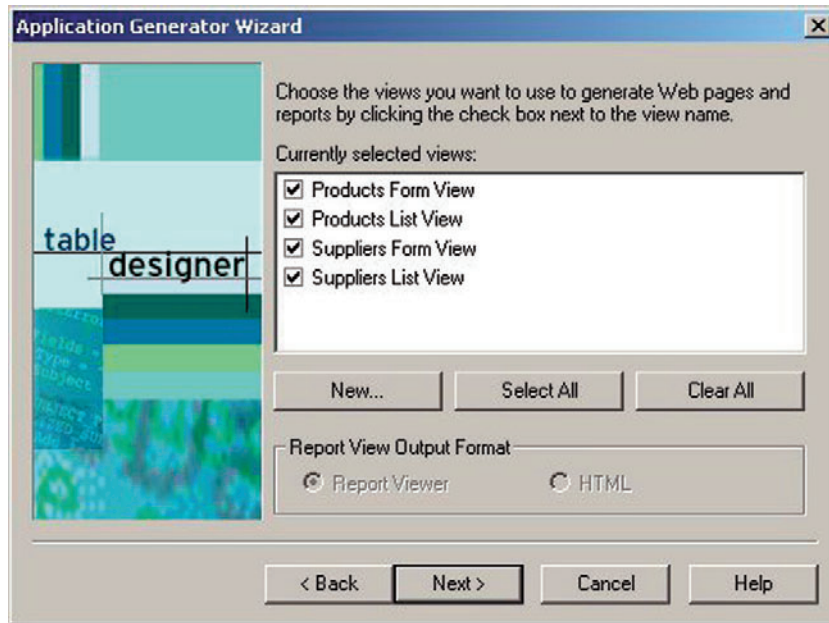 Application Generator Wizard
table
designer
Choose the views you want to use to generate Web pages and
reports by clicking the check box next to the view name.
Currently selected views:
Products Form View
Products List View
Suppliers Form View
Suppliers List View
New... Select All Clear All
Report View Output Format
Report Viewer HTML
< Back Next > Cancel Help